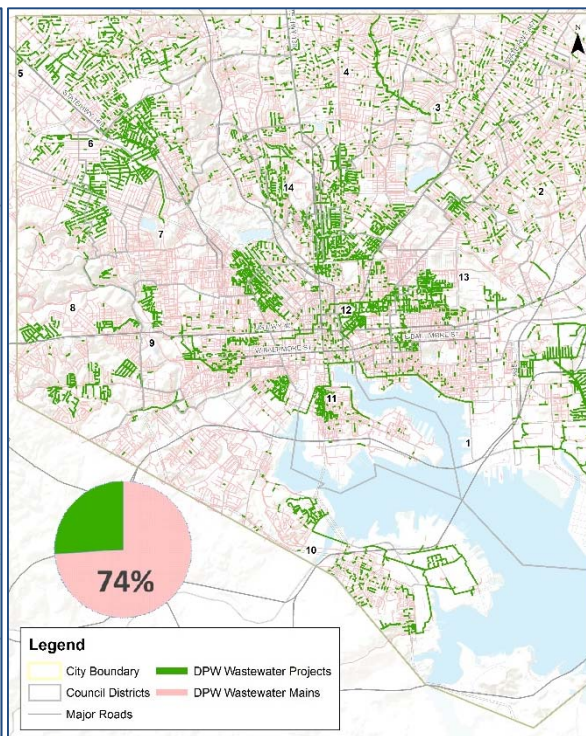 N
5
4
3
6
2
14
7
13
8
12
9
11
1
10
74%
Legend
City Boundary
DPW Wastewater Projects
Council Districts
DPW Wastewater Mains
Major Roads